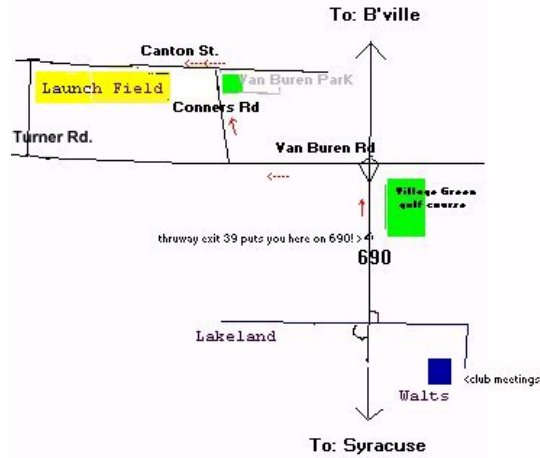 To: B'ville
Canton St.
<----<----
Launch Field
Van Buren ParK
Conners Rd
Turner Rd.
Van Buren Rd
<----
Village Green
golf course
thruway exit 39 puts you here on 690!>
690
Lakeland
<club meetings
Walts
To: Syracuse